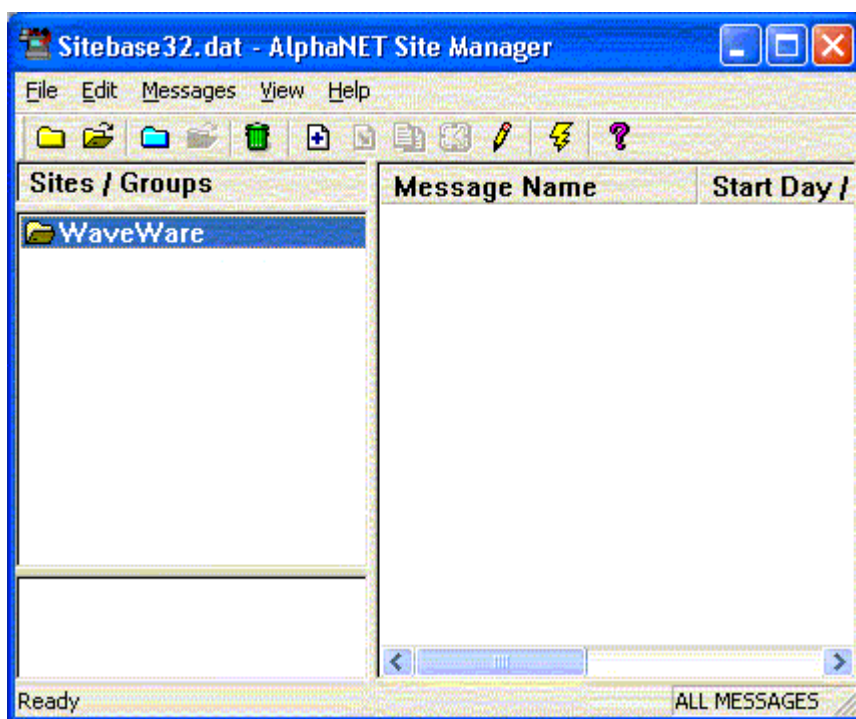 Sitebase32.dat - AlphaNET Site Manager
File Edit Messages View Help
Sites / Groups
Message Name Start Day /
WaveWare
Ready ALL MESSAGES